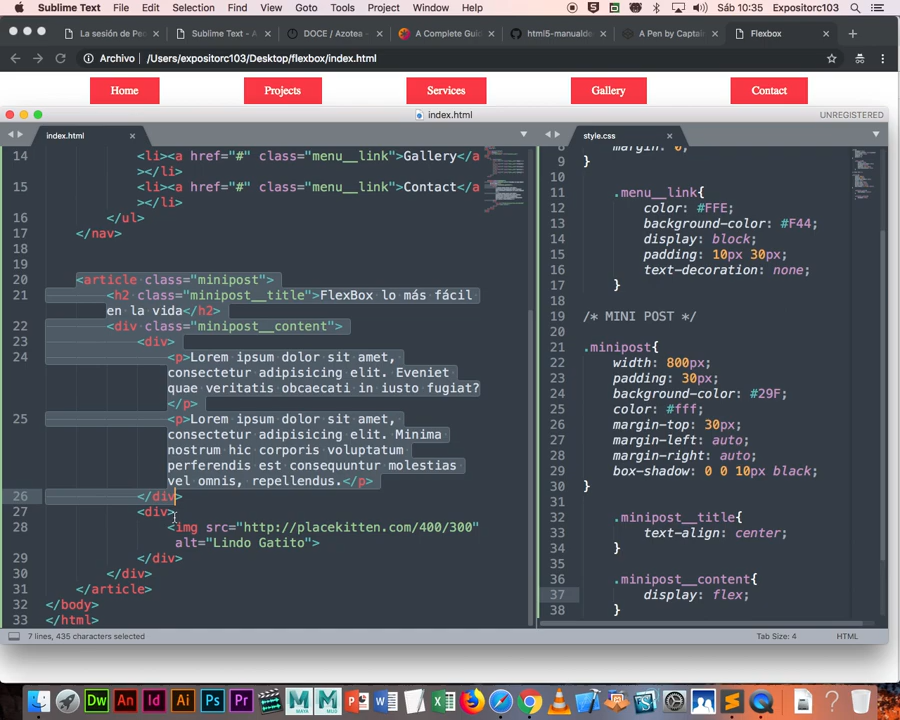 Sublime Text File Edit Selection Find View Goto Tools Project Window Help Sáb 10:35 Expositorc103
La sesión de Pe Sublime Text - A DOCE / Azotea - A Complete Gui html5-manualde A Pen by Captain Flexbox
Archivo /Users/expositorc103/Desktop/flexbox/index.html
Home Projects Services Gallery Contact
index.html UNREGISTERED
index.html
14 <li><a href="#" class="menu__link">Gallery</a
></li>
15 <li><a href="#" class="menu__link">Contact</a
></li>
16 </ul>
17 </nav>
18
19
20 <article class="minipost">
21 <h2 class="minipost__title">FlexBox lo más fácil
en la vida</h2>
22 <div class="minipost__content">
23 <div>
24 <p>Lorem ipsum dolor sit amet,
consectetur adipisicing elit. Eveniet
quae veritatis obcaecati in iusto fugiat?
</p>
25 <p>Lorem ipsum dolor sit amet,
consectetur adipisicing elit. Minima
nostrum hic corporis voluptatum
perferendis est consequuntur molestias
vel omnis, repellendus.</p>
26 </div>
27 <div>
28 <img src="http://placekitten.com/400/300"
alt="Lindo Gatito">
29 </div>
30 </div>
31 </article>
32 </body>
33 </html>
style.css
8 margin: 0;
9 }
10
11 .menu__link{
12 color: #FFE;
13 background-color: #F44;
14 display: block;
15 padding: 10px 30px;
16 text-decoration: none;
17 }
18
19 /* MINI POST */
20
21 .minipost{
22 width: 800px;
23 padding: 30px;
24 background-color: #29F;
25 color: #fff;
26 margin-top: 30px;
27 margin-left: auto;
28 margin-right: auto;
29 box-shadow: 0 0 10px black;
30 }
31
32 .minipost__title{
33 text-align: center;
34 }
35
36 .minipost__content{
37 display: flex;
38 }
7 lines, 435 characters selected Tab Size: 4 HTML
Dw An Id Ai Ps Pr